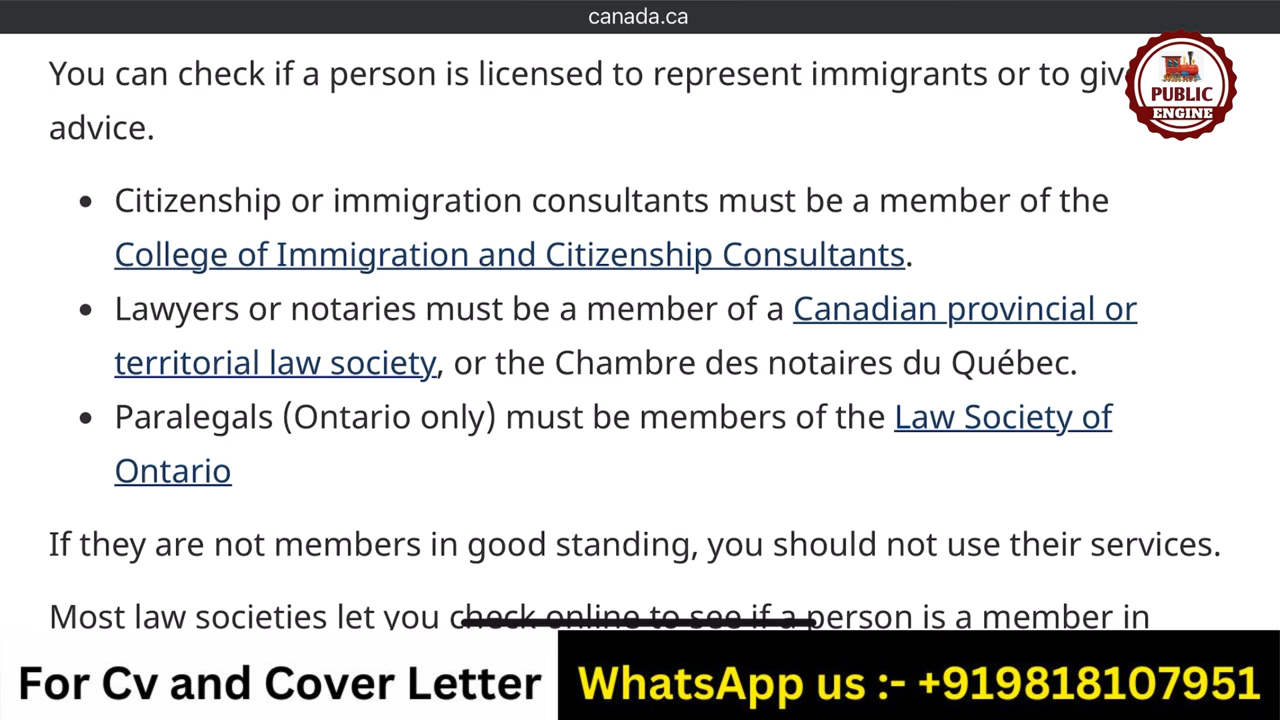 canada.ca
You can check if a person is licensed to represent immigrants or to giv
advice.
PUBLIC
ENGINE
• Citizenship or immigration consultants must be a member of the
College of Immigration and Citizenship Consultants.
• Lawyers or notaries must be a member of a Canadian provincial or
territorial law society, or the Chambre des notaires du Québec.
• Paralegals (Ontario only) must be members of the Law Society of
Ontario
If they are not members in good standing, you should not use their services.
Most law societies let you check online to see if a person is a member in
For Cv and Cover Letter
WhatsApp us :- +919818107951